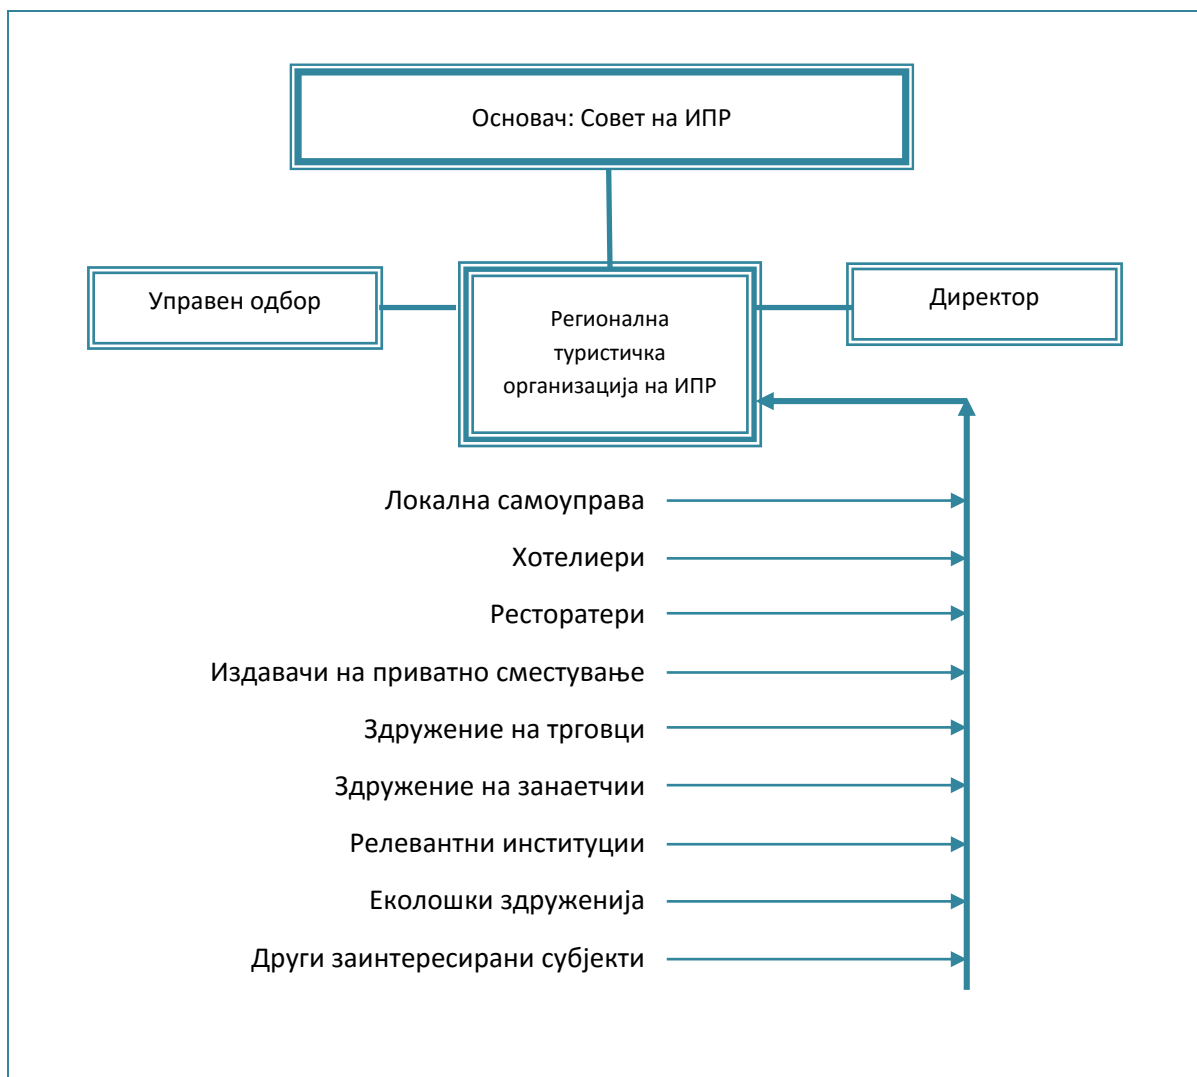 Основач: Совет на ИПР
Управен одбор
Регионална
туристичка
организација на ИПР
Директор
Локална самоуправа
Хотелиери
Ресторатери
Издавачи на приватно сместување
Здружение на трговци
Здружение на занаетчии
Релевантни институции
Еколошки здруженија
Други заинтересирани субјекти